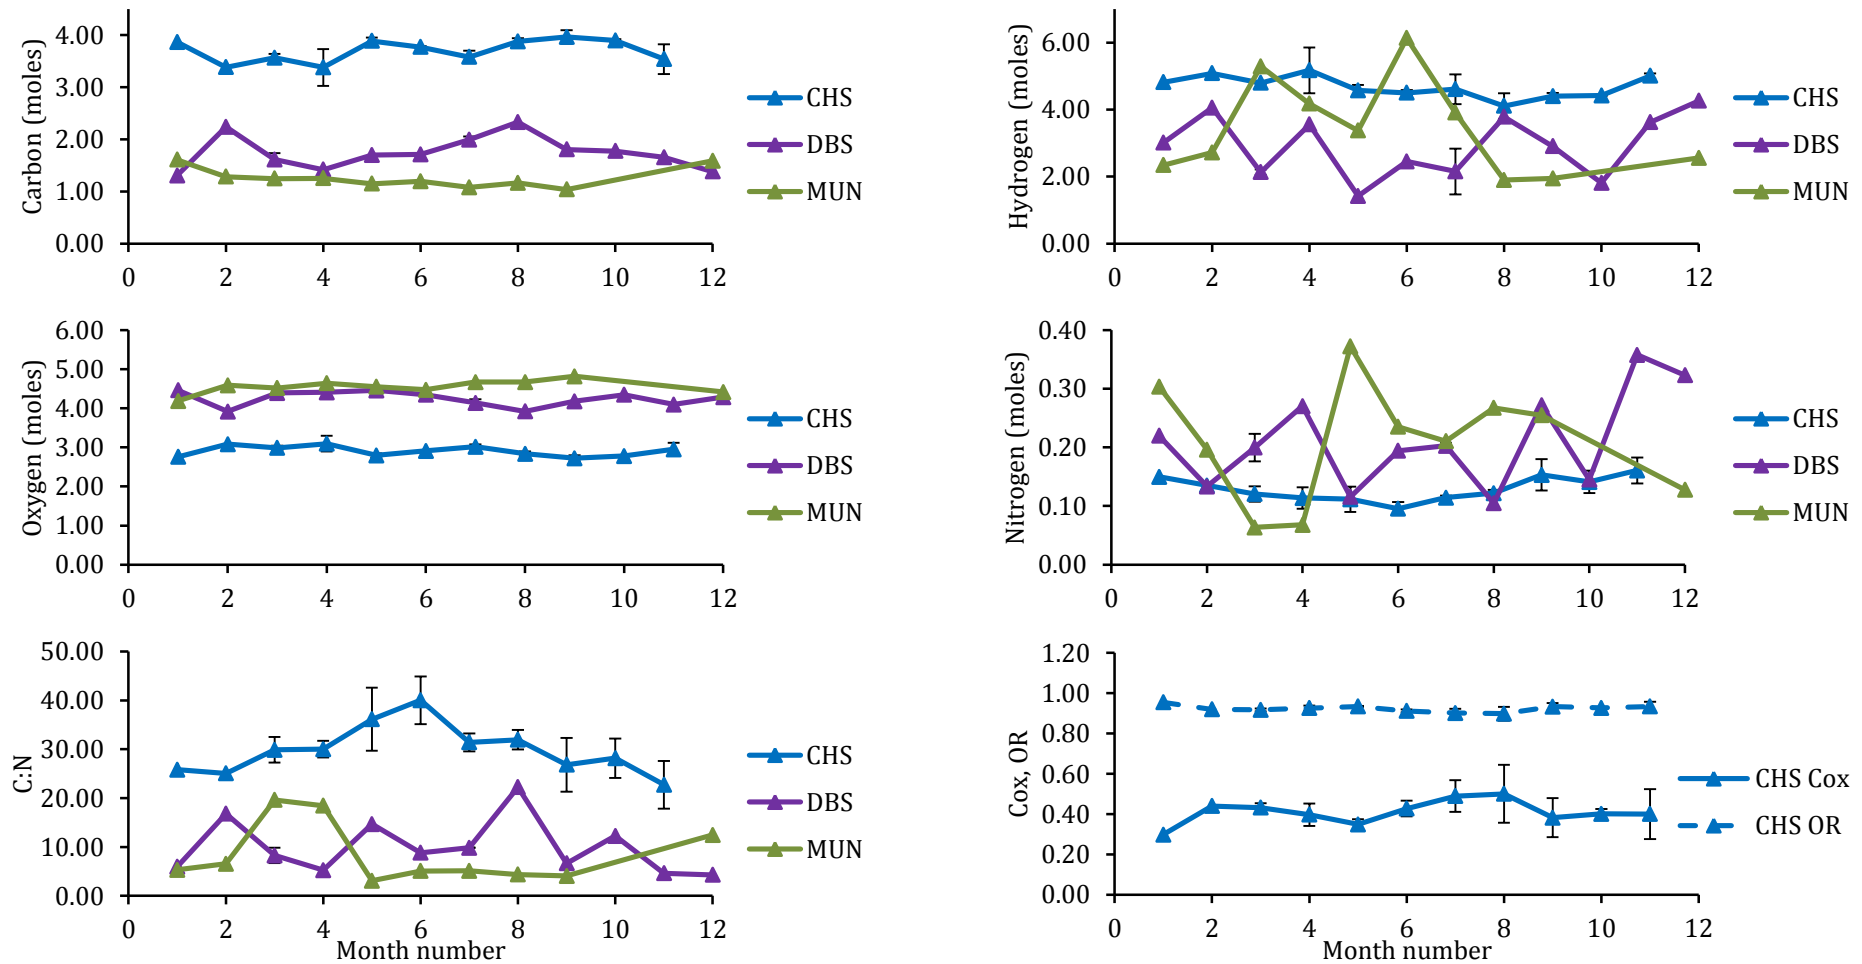 Carbon (moles)
4.00
3.00
2.00
1.00
0.00
0 2 4 6 8 10 12
CHS
DBS
MUN
Hydrogen (moles)
6.00
4.00
2.00
0.00
0 2 4 6 8 10 12
CHS
DBS
MUN
Oxygen (moles)
6.00
5.00
4.00
3.00
2.00
1.00
0.00
0 2 4 6 8 10 12
CHS
DBS
MUN
Nitrogen (moles)
0.40
0.30
0.20
0.10
0.00
0 2 4 6 8 10 12
CHS
DBS
MUN
C:N
50.00
40.00
30.00
20.00
10.00
0.00
0 2 4 6 8 10 12
Month number
CHS
DBS
MUN
Cox, OR
1.20
1.00
0.80
0.60
0.40
0.20
0.00
0 2 4 6 8 10 12
Month number
CHS Cox
CHS OR